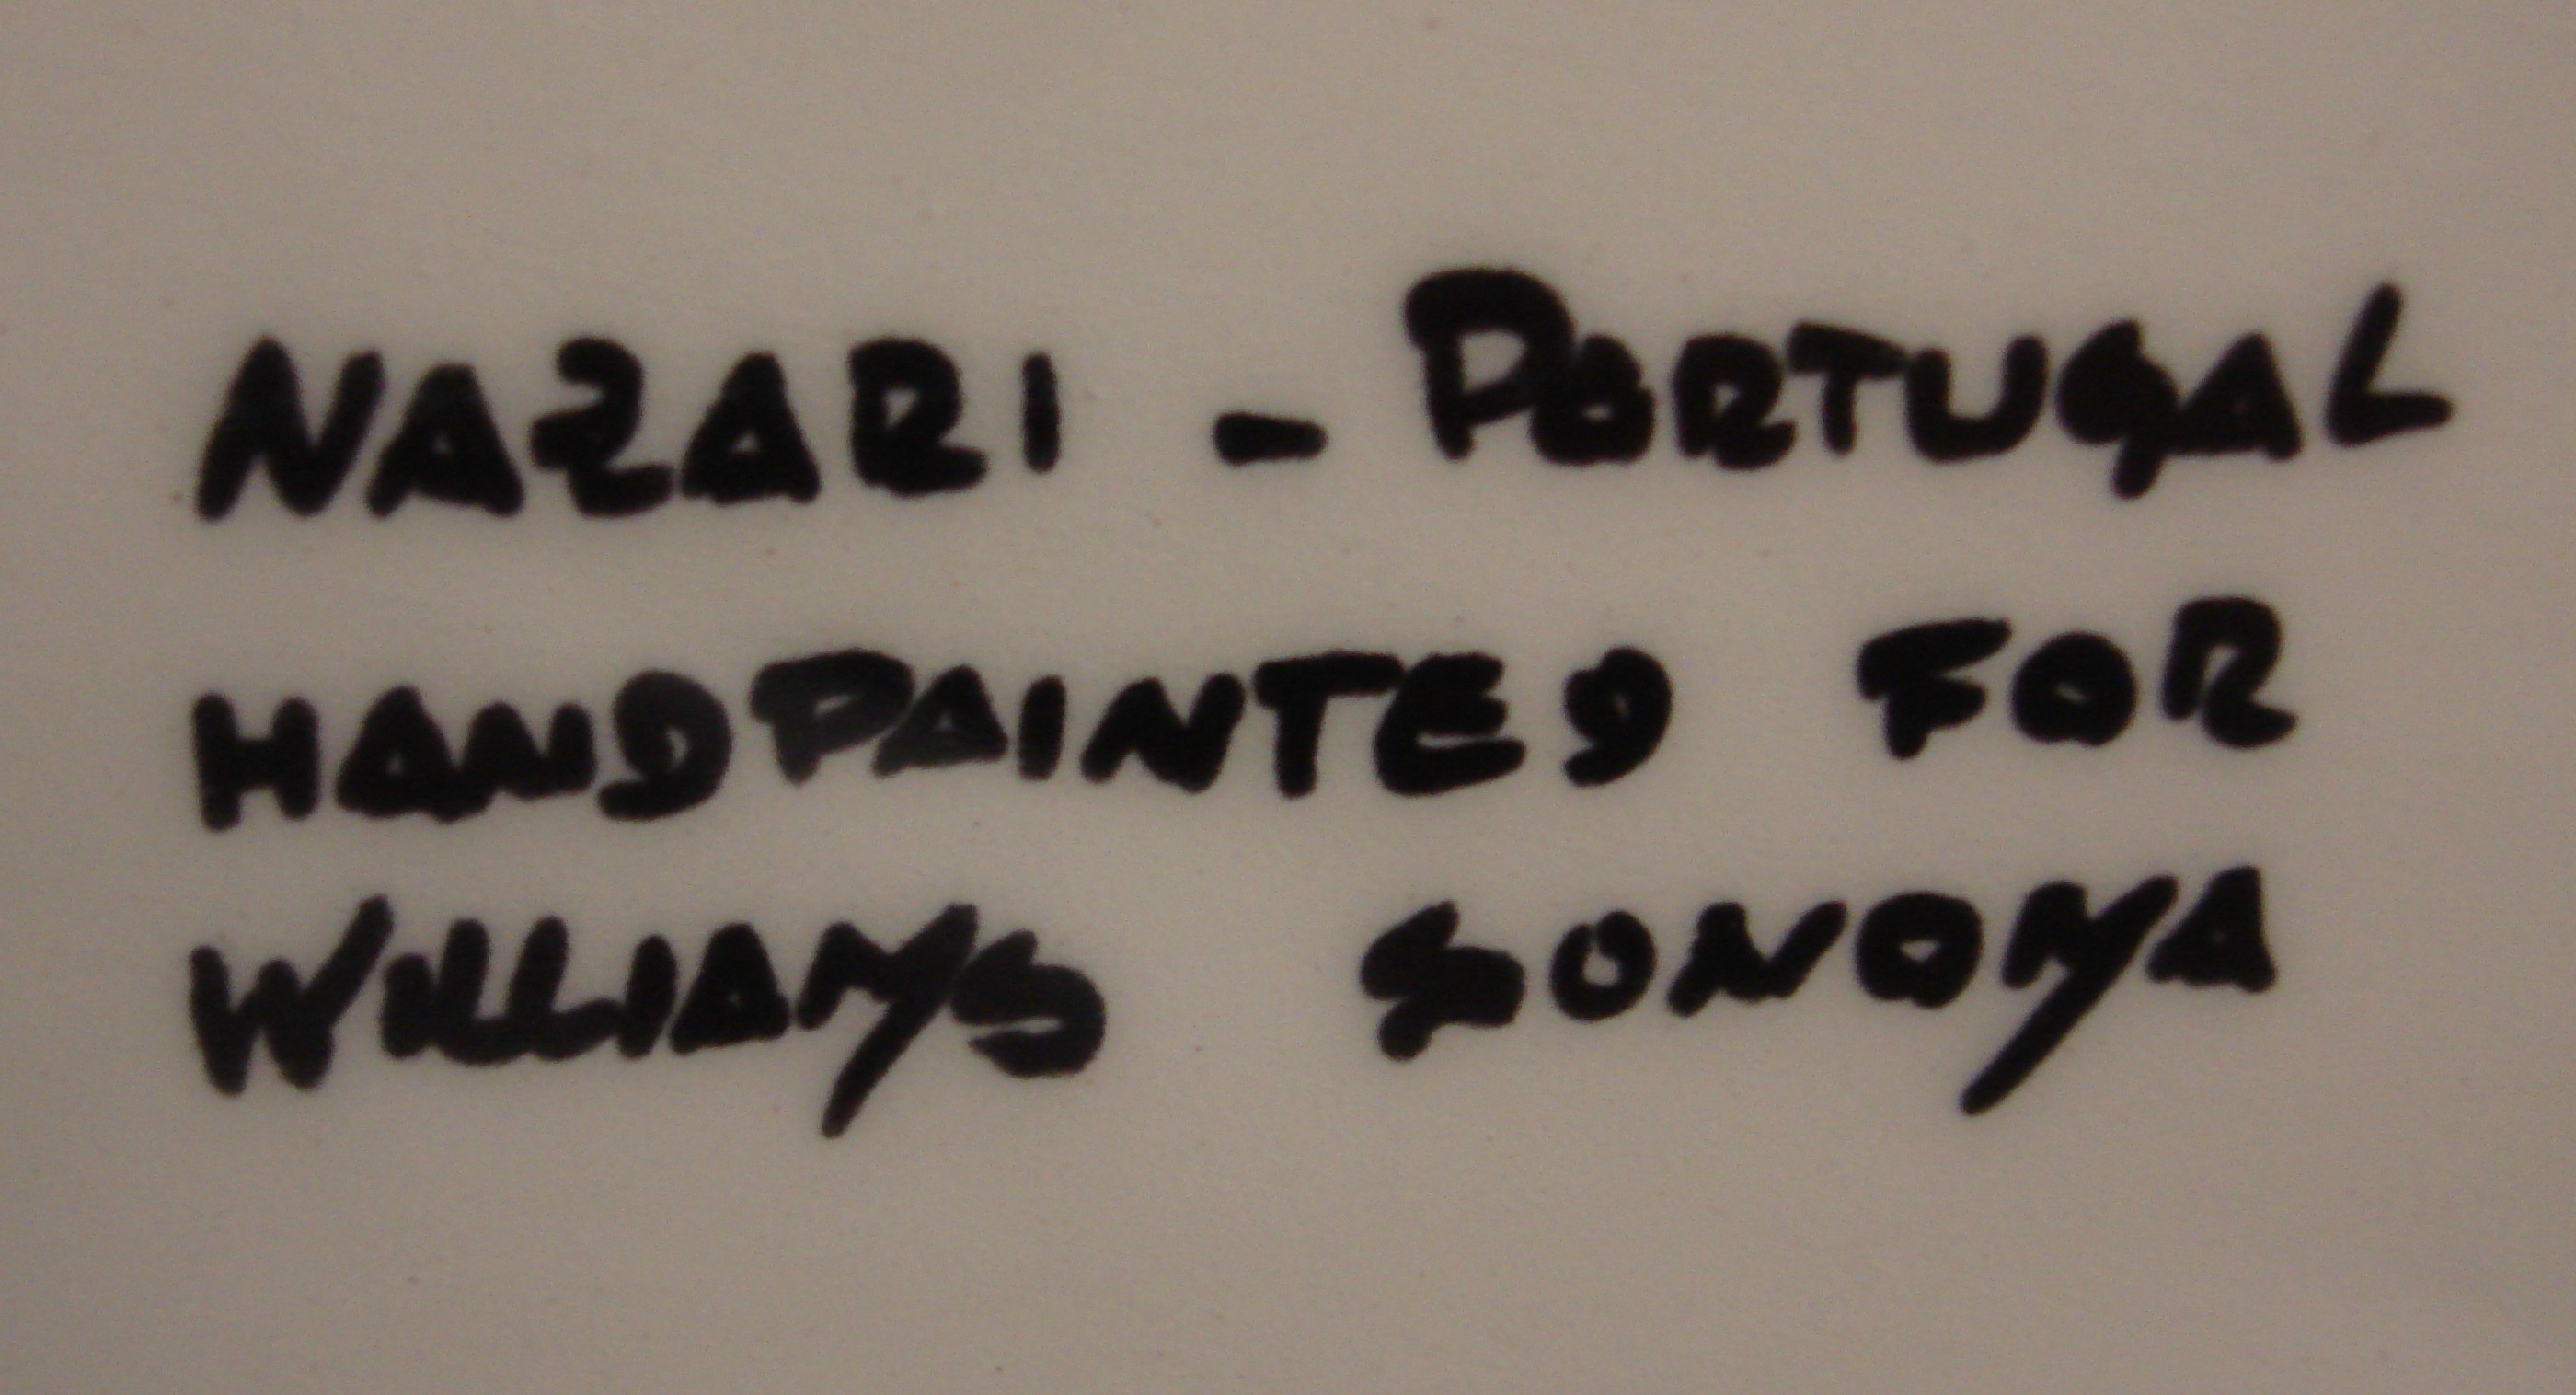 NAZARI - PORTUGAL
HANDPAINTED FOR
WILLIAMS SONOMA